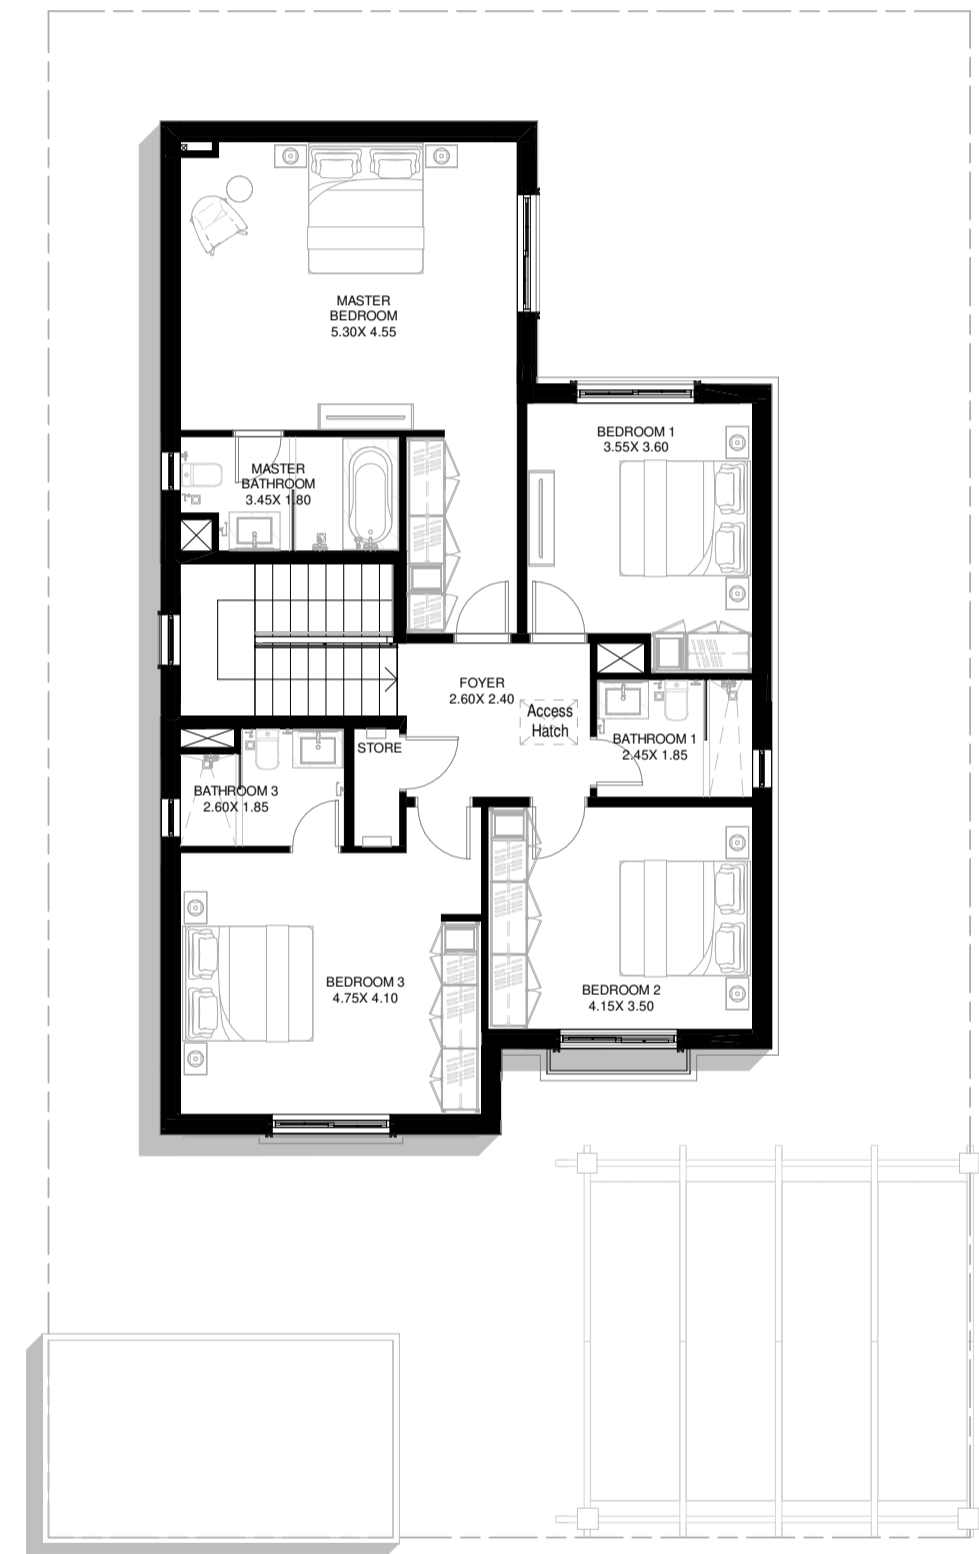 MASTER
BEDROOM
5.30X 4.55
BEDROOM 1
3.55X 3.60
MASTER
BATHROOM
3.45X 1.80
FOYER
2.60X 2.40
Access
Hatch
STORE
BATHROOM 1
2.45X 1.85
BATHROOM 3
2.60X 1.85
BEDROOM 3
4.75X 4.10
BEDROOM 2
4.15X 3.50